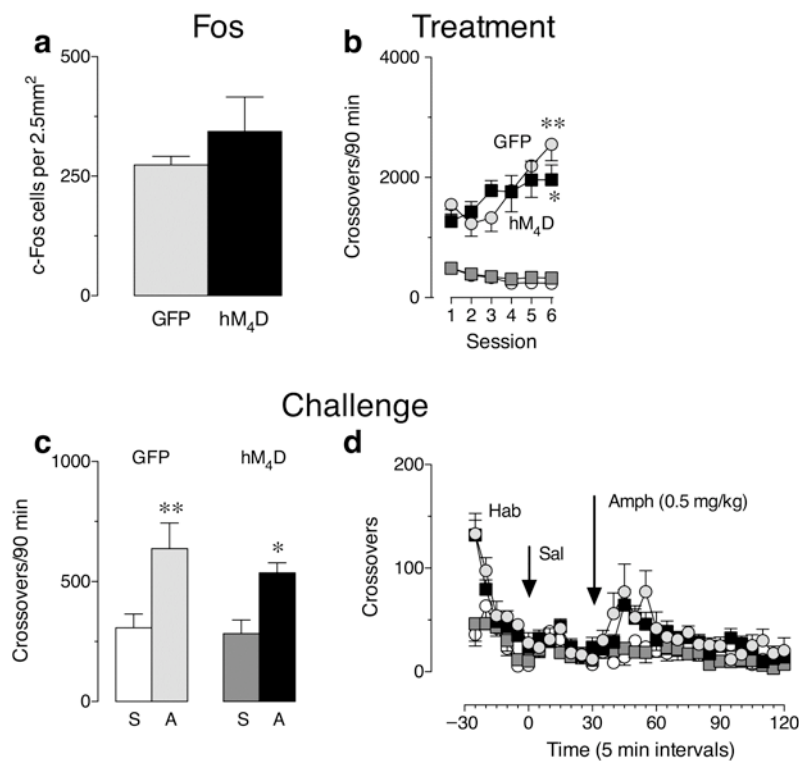 Fos
Treatment
a
b
500
250
0
c-Fos cells per 2.5mm²
GFP hM₄D
4000
2000
0
Crossovers/90 min
GFP
**
*
hM₄D
1 2 3 4 5 6
Session
Challenge
c
d
1000
500
0
Crossovers/90 min
GFP hM₄D
**
*
S A S A
200
100
0
Crossovers
Hab
Sal
Amph (0.5 mg/kg)
−30 0 30 60 90 120
Time (5 min intervals)